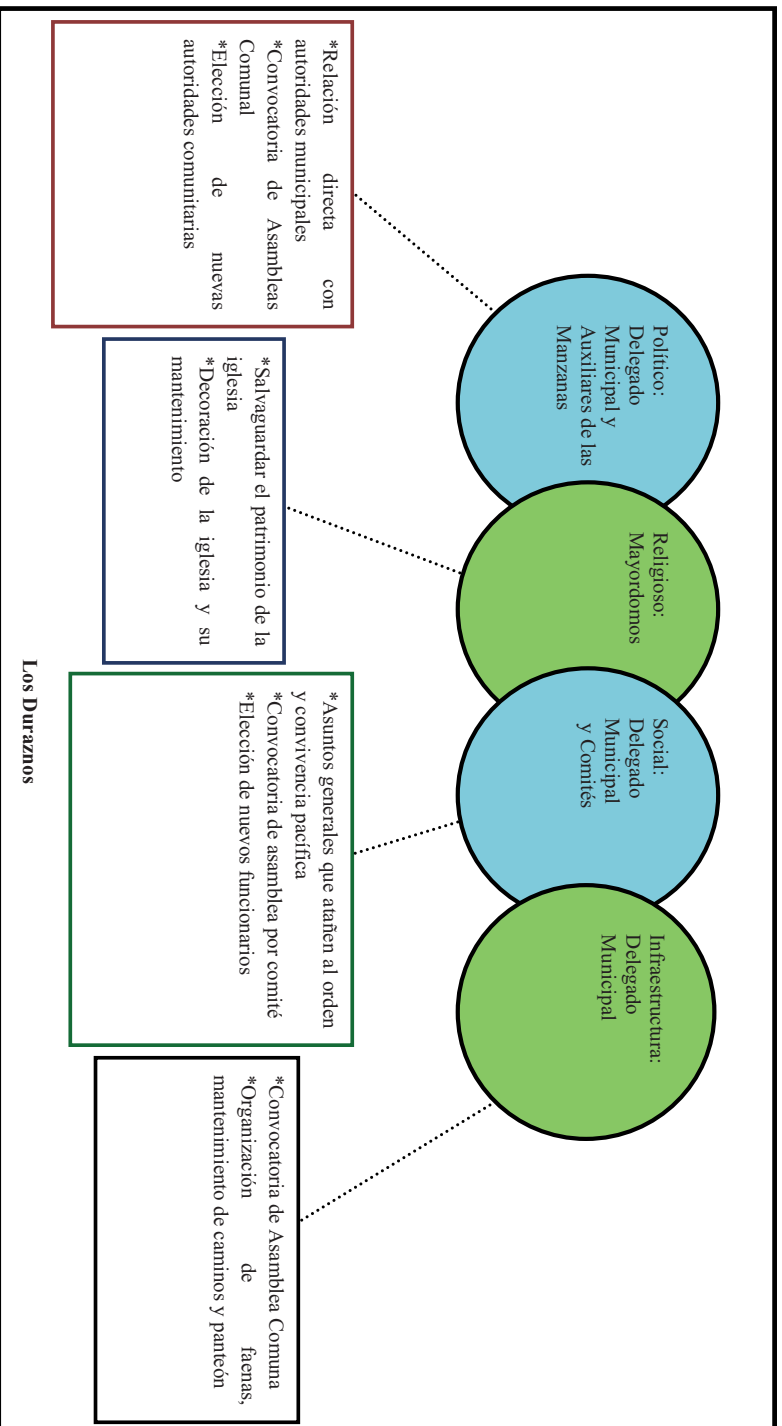 Político:
Delegado
Municipal y
Auxiliares de las
Manzanas
Religioso:
Mayordomos
Social:
Delegado
Municipal
y Comités
Infraestructura:
Delegado
Municipal
*Relación directa con
autoridades municipales
*Convocatoria de Asambleas
Comunal
*Elección de nuevas
autoridades comunitarias
*Salvaguardar el patrimonio de la
iglesia
*Decoración de la iglesia y su
mantenimiento
*Asuntos generales que atañen al orden
y convivencia pacífica
*Convocatoria de asamblea por comité
*Elección de nuevos funcionarios
*Convocatoria de Asamblea Comuna
*Organización de faenas,
mantenimiento de caminos y panteón
Los Duraznos